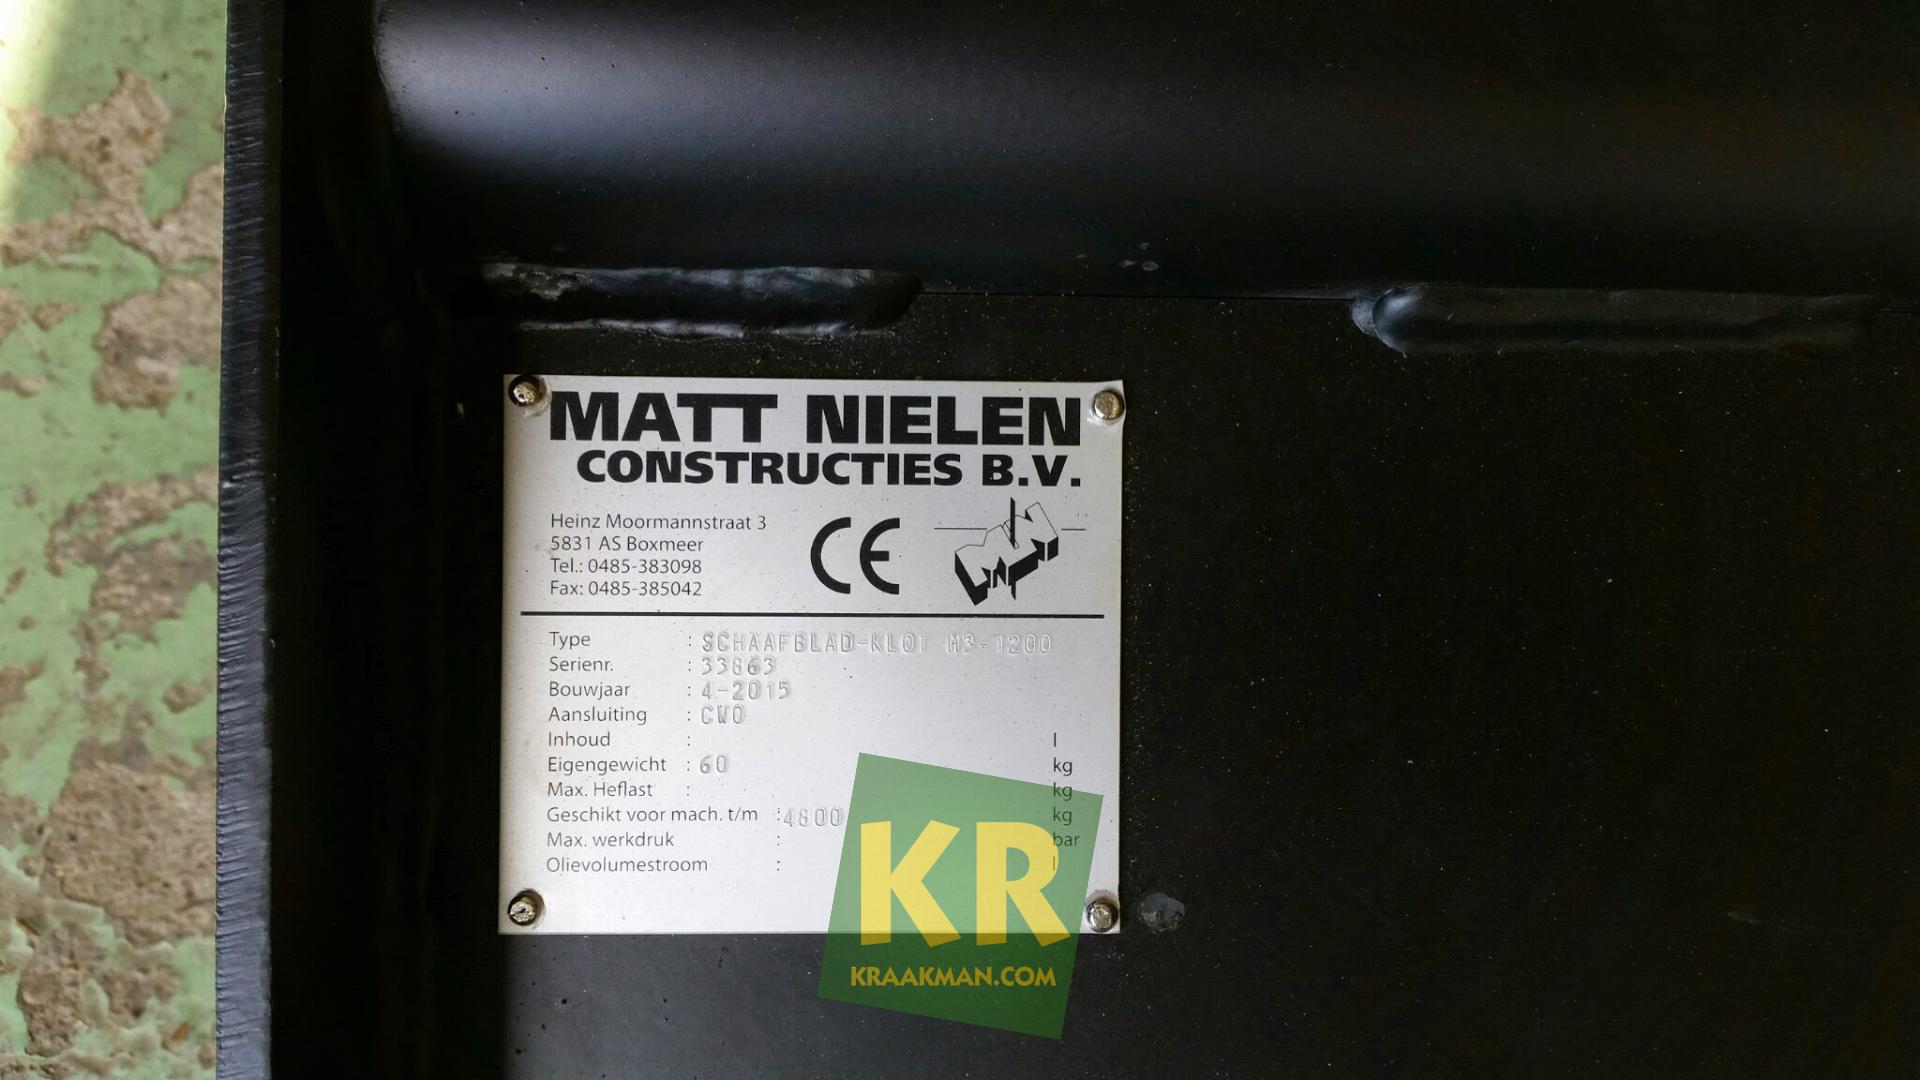 MATT NIELEN
CONSTRUCTIES B.V.
Heinz Moormannstraat 3
5831 AS Boxmeer
Tel.: 0485-383098
Fax: 0485-385042
CE
Type : SCHAAFBLAD-KLOT M3-1200
Serienr. : 33863
Bouwjaar : 4-2015
Aansluiting : CW0
Inhoud : l
Eigengewicht : 60 kg
Max. Heflast : kg
Geschikt voor mach. t/m : 4800 kg
Max. werkdruk : bar
Olievolumestroom : l
KR
KRAAKMAN.COM